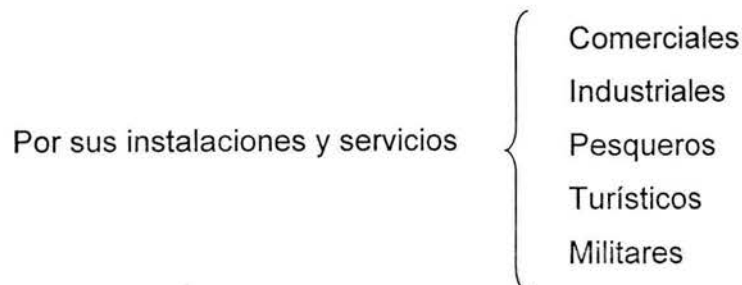 Comerciales
Industriales
Por sus instalaciones y servicios
Pesqueros
Turísticos
Militares